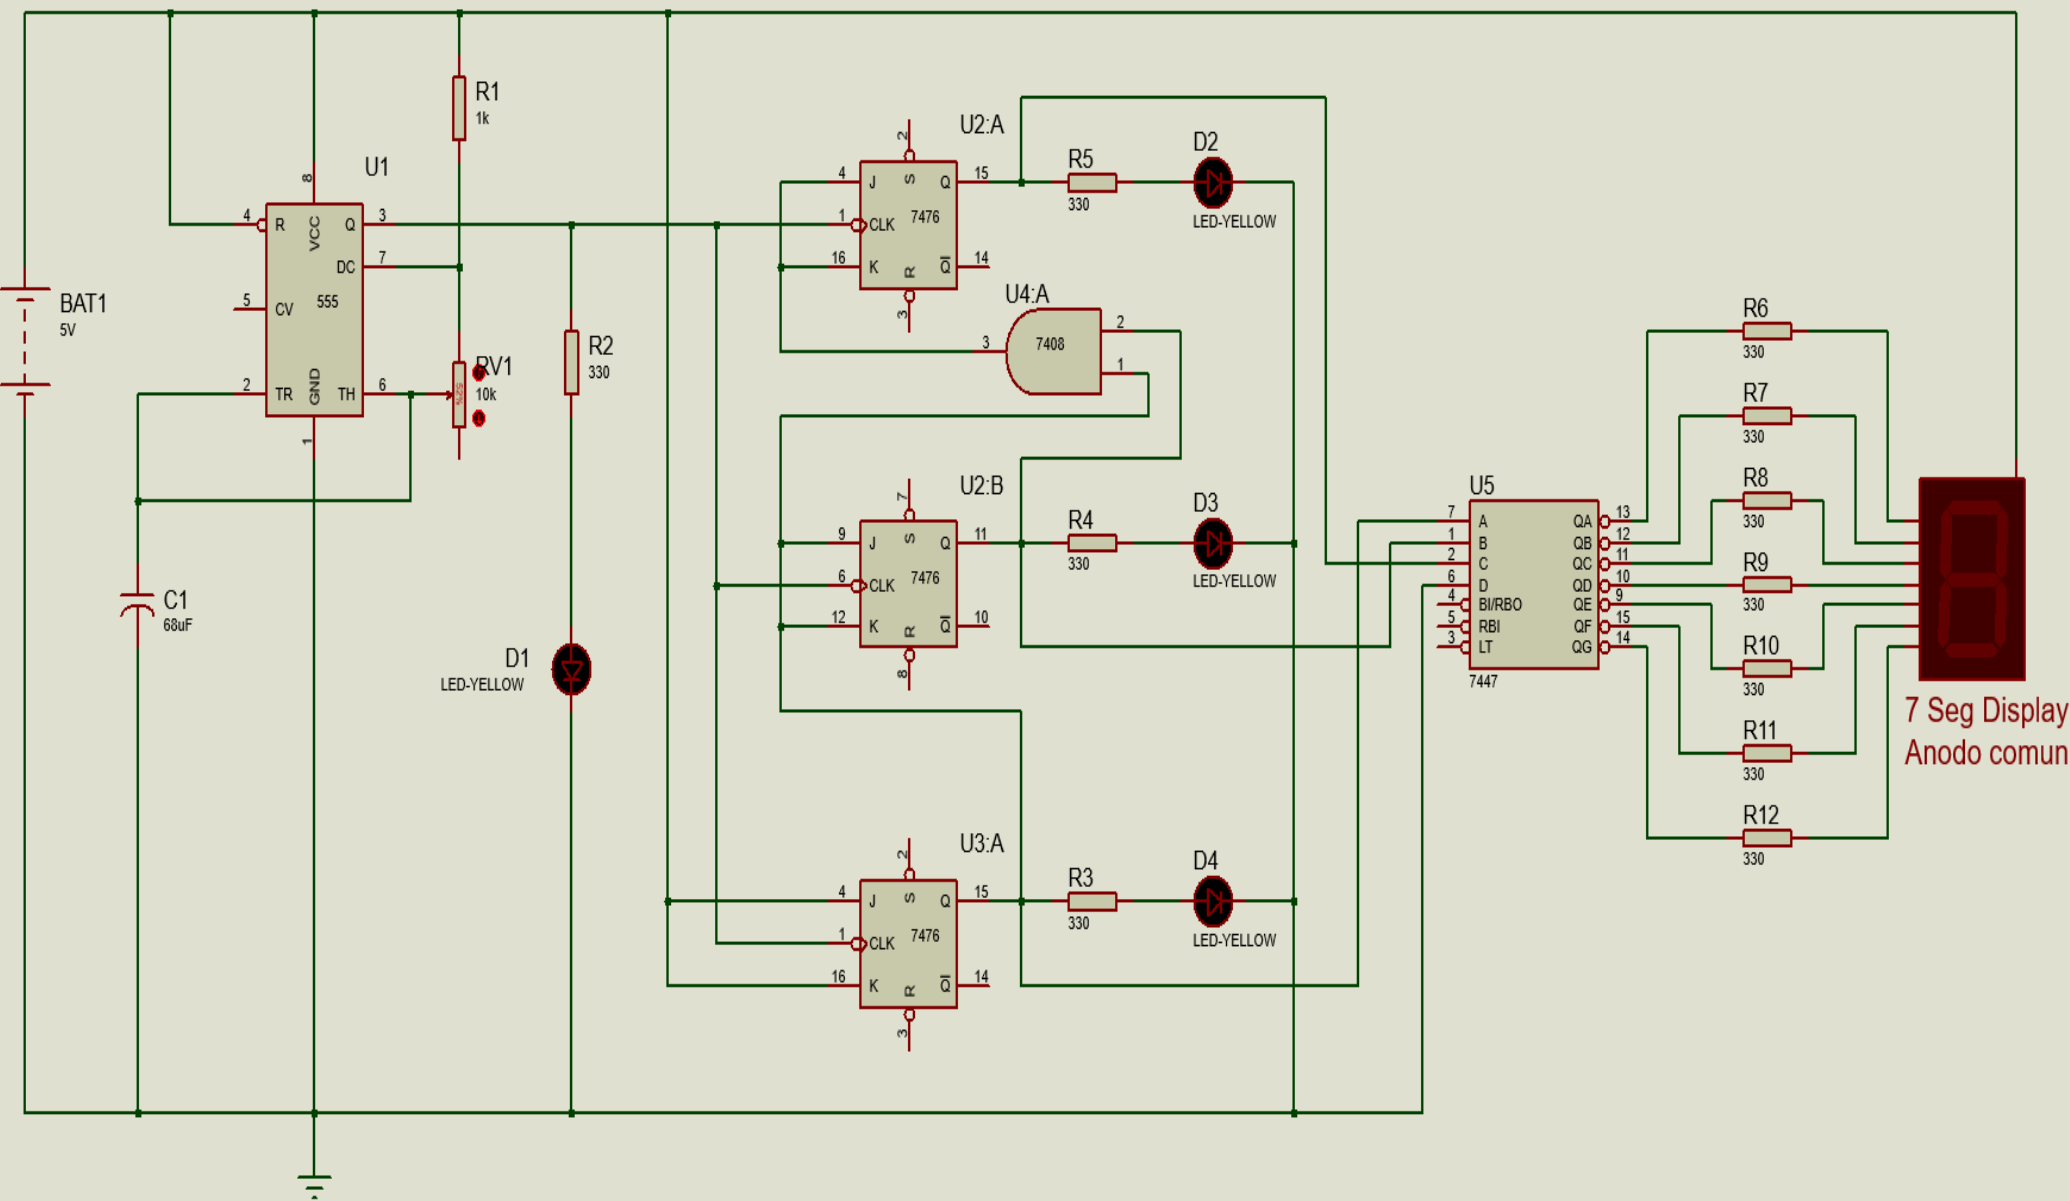 R1
1k
U1
8
VCC
4
R
Q
3
DC
7
5
CV
555
2
TR
GND
TH
6
1
BAT1
5V
RV1
10k
52%
R2
330
C1
68uF
D1
LED-YELLOW
U2:A
2
4
J
S
Q
15
7476
1
CLK
16
K
R
Q
14
3
R5
330
D2
LED-YELLOW
U4:A
2
3
7408
1
U2:B
7
9
J
S
Q
11
7476
6
CLK
12
K
R
Q
10
8
R4
330
D3
LED-YELLOW
U3:A
2
4
J
S
Q
15
7476
1
CLK
16
K
R
Q
14
3
R3
330
D4
LED-YELLOW
U5
7 A QA 13
1 B QB 12
2 C QC 11
6 D QD 10
4 BI/RBO QE 9
5 RBI QF 15
3 LT QG 14
7447
R6
330
R7
330
R8
330
R9
330
R10
330
R11
330
R12
330
7 Seg Display
Anodo comun